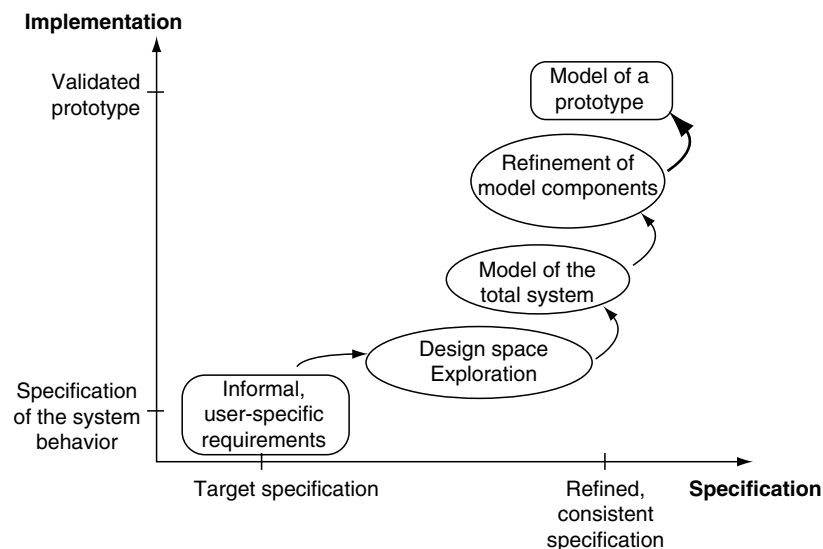 Implementation
Validated
prototype
Model of a
prototype
Refinement of
model components
Model of the
total system
Design space
Exploration
Specification
of the system
behavior
Informal,
user-specific
requirements
Target specification
Refined,
consistent
specification
Specification